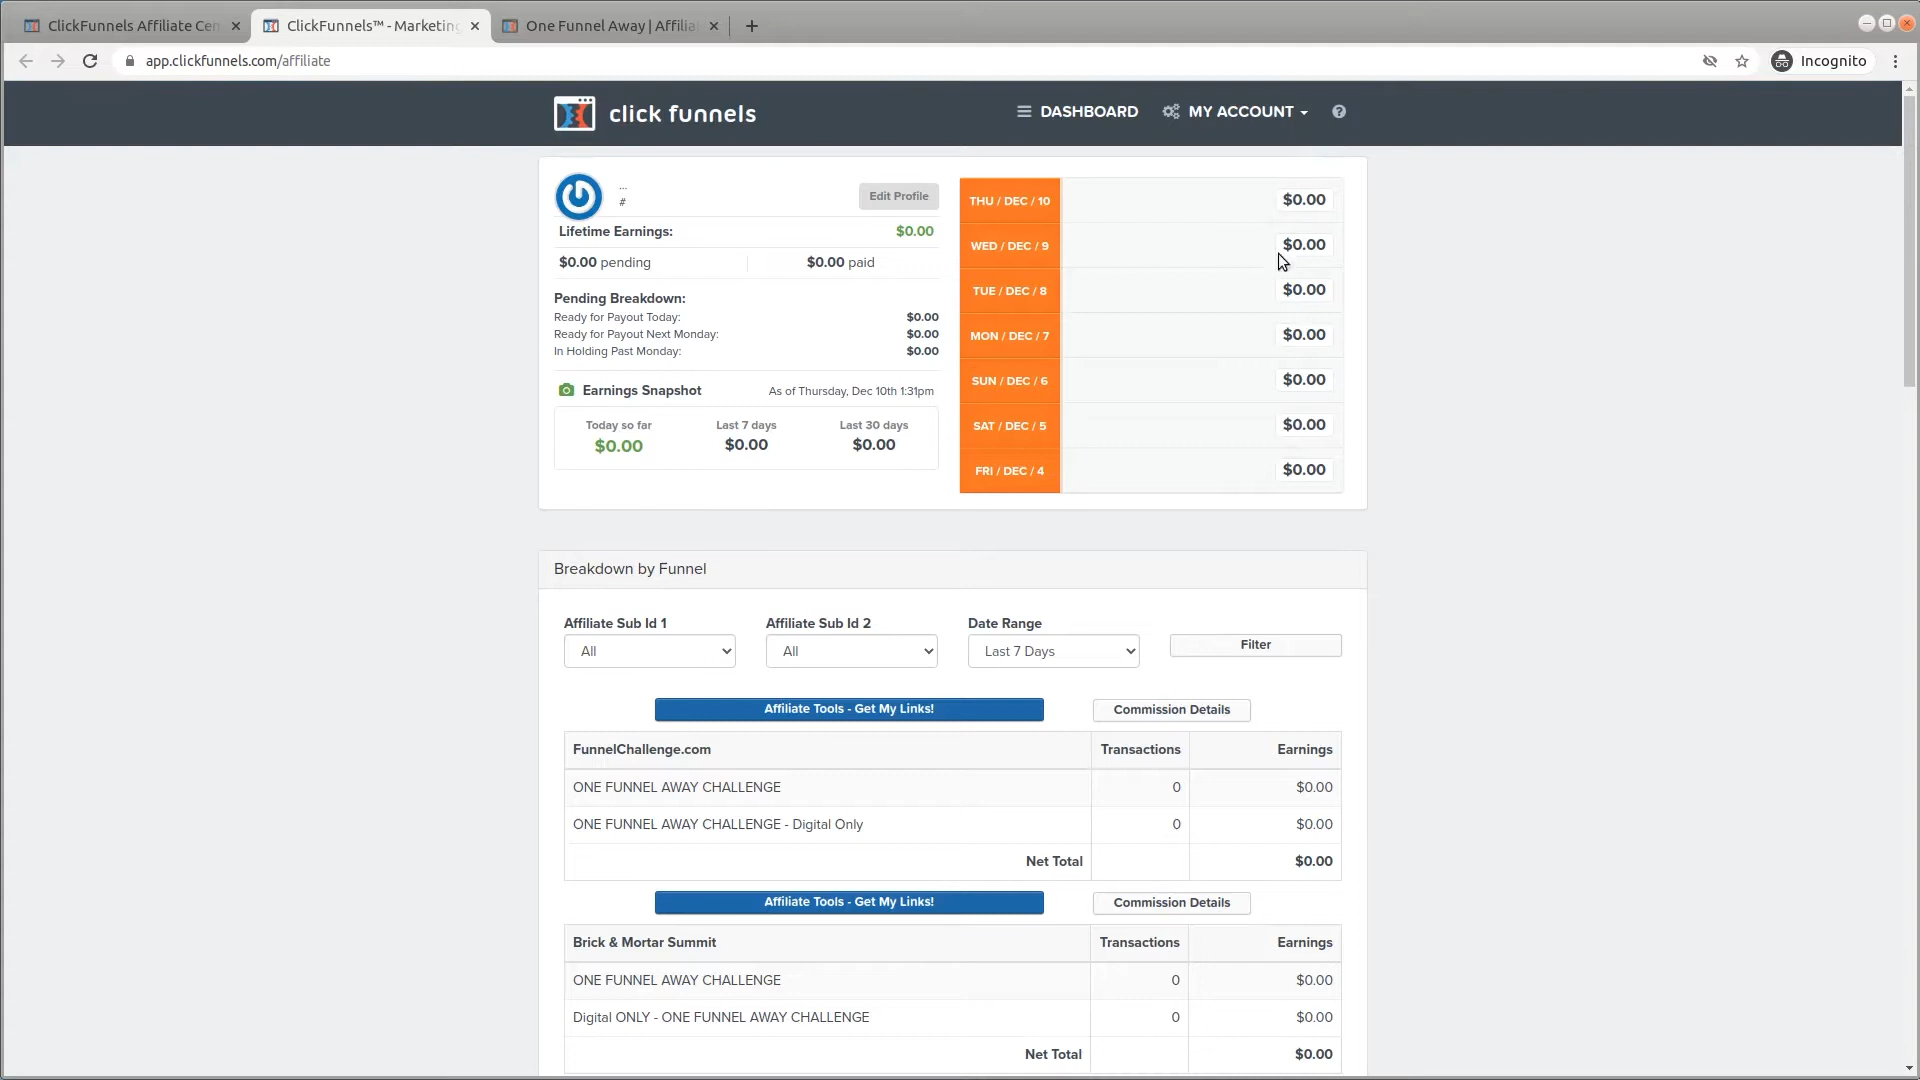 ClickFunnels Affiliate Cen
ClickFunnels™ - Marketing
One Funnel Away | Affilia
app.clickfunnels.com/affiliate
Incognito
click funnels
DASHBOARD
MY ACCOUNT
...
#
Edit Profile
Lifetime Earnings: $0.00
$0.00 pending $0.00 paid
Pending Breakdown:
Ready for Payout Today: $0.00
Ready for Payout Next Monday: $0.00
In Holding Past Monday: $0.00
Earnings Snapshot As of Thursday, Dec 10th 1:31pm
Today so far Last 7 days Last 30 days
$0.00 $0.00 $0.00
THU / DEC / 10 $0.00
WED / DEC / 9 $0.00
TUE / DEC / 8 $0.00
MON / DEC / 7 $0.00
SUN / DEC / 6 $0.00
SAT / DEC / 5 $0.00
FRI / DEC / 4 $0.00
Breakdown by Funnel
Affiliate Sub Id 1 Affiliate Sub Id 2 Date Range
All All Last 7 Days Filter
Affiliate Tools - Get My Links! Commission Details
FunnelChallenge.com Transactions Earnings
ONE FUNNEL AWAY CHALLENGE 0 $0.00
ONE FUNNEL AWAY CHALLENGE - Digital Only 0 $0.00
Net Total $0.00
Affiliate Tools - Get My Links! Commission Details
Brick & Mortar Summit Transactions Earnings
ONE FUNNEL AWAY CHALLENGE 0 $0.00
Digital ONLY - ONE FUNNEL AWAY CHALLENGE 0 $0.00
Net Total $0.00